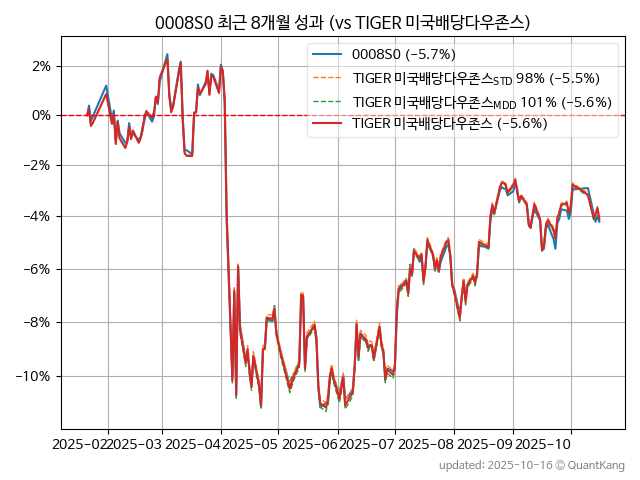 0008S0 최근 8개월 성과 (vs TIGER 미국배당다우존스)
0008S0 (−5.7%)
TIGER 미국배당다우존스STD 98% (−5.5%)
TIGER 미국배당다우존스MDD 101% (−5.6%)
TIGER 미국배당다우존스 (−5.6%)
2%
0%
−2%
−4%
−6%
−8%
−10%
2025-02 2025-03 2025-04 2025-05 2025-06 2025-07 2025-08 2025-09 2025-10
updated: 2025-10-16 © QuantKang